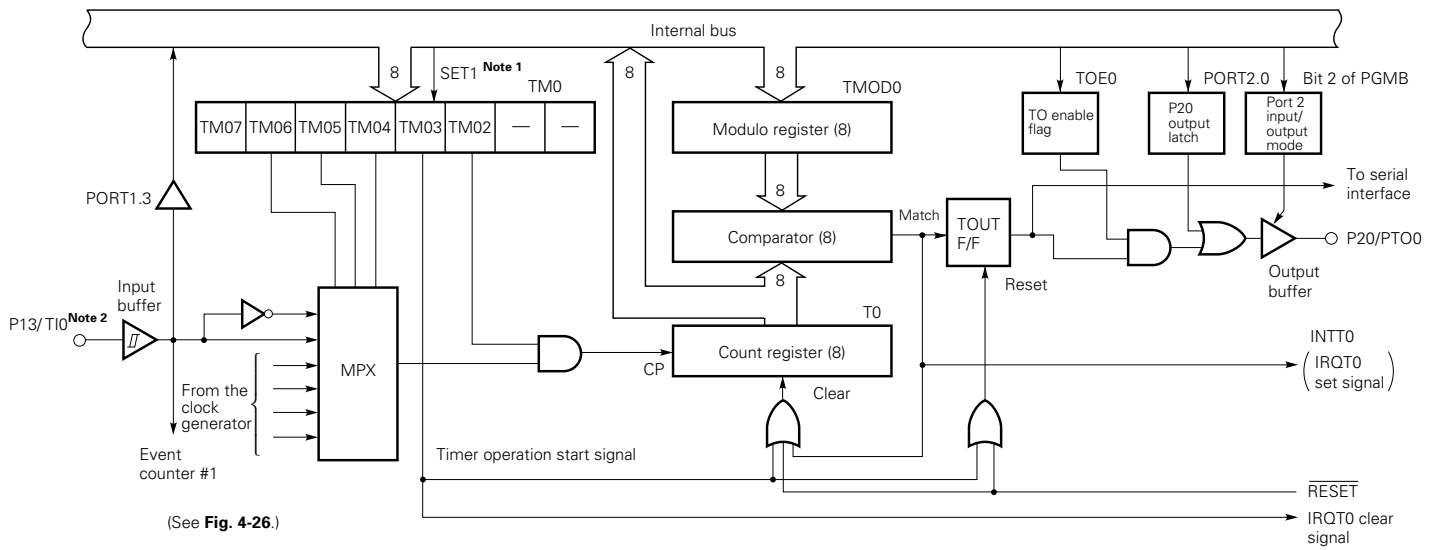 Internal bus
8
SET1 Note 1
TM0
8
8
TMOD0
TOE0
PORT2.0
Bit 2 of PGMB
TM07 TM06 TM05 TM04 TM03 TM02 — —
Modulo register (8)
TO enable
flag
P20
output
latch
Port 2
input/
output
mode
PORT1.3
8
To serial
interface
Match
Comparator (8)
TOUT
F/F
P20/PTO0
8
Reset
Output
buffer
Input
buffer
P13/ TI0 Note 2
T0
MPX
CP
Count register (8)
INTT0
(IRQT0
set signal)
From the
clock
generator
Clear
Event
counter #1
Timer operation start signal
RESET
(See Fig. 4-26.)
IRQT0 clear
signal